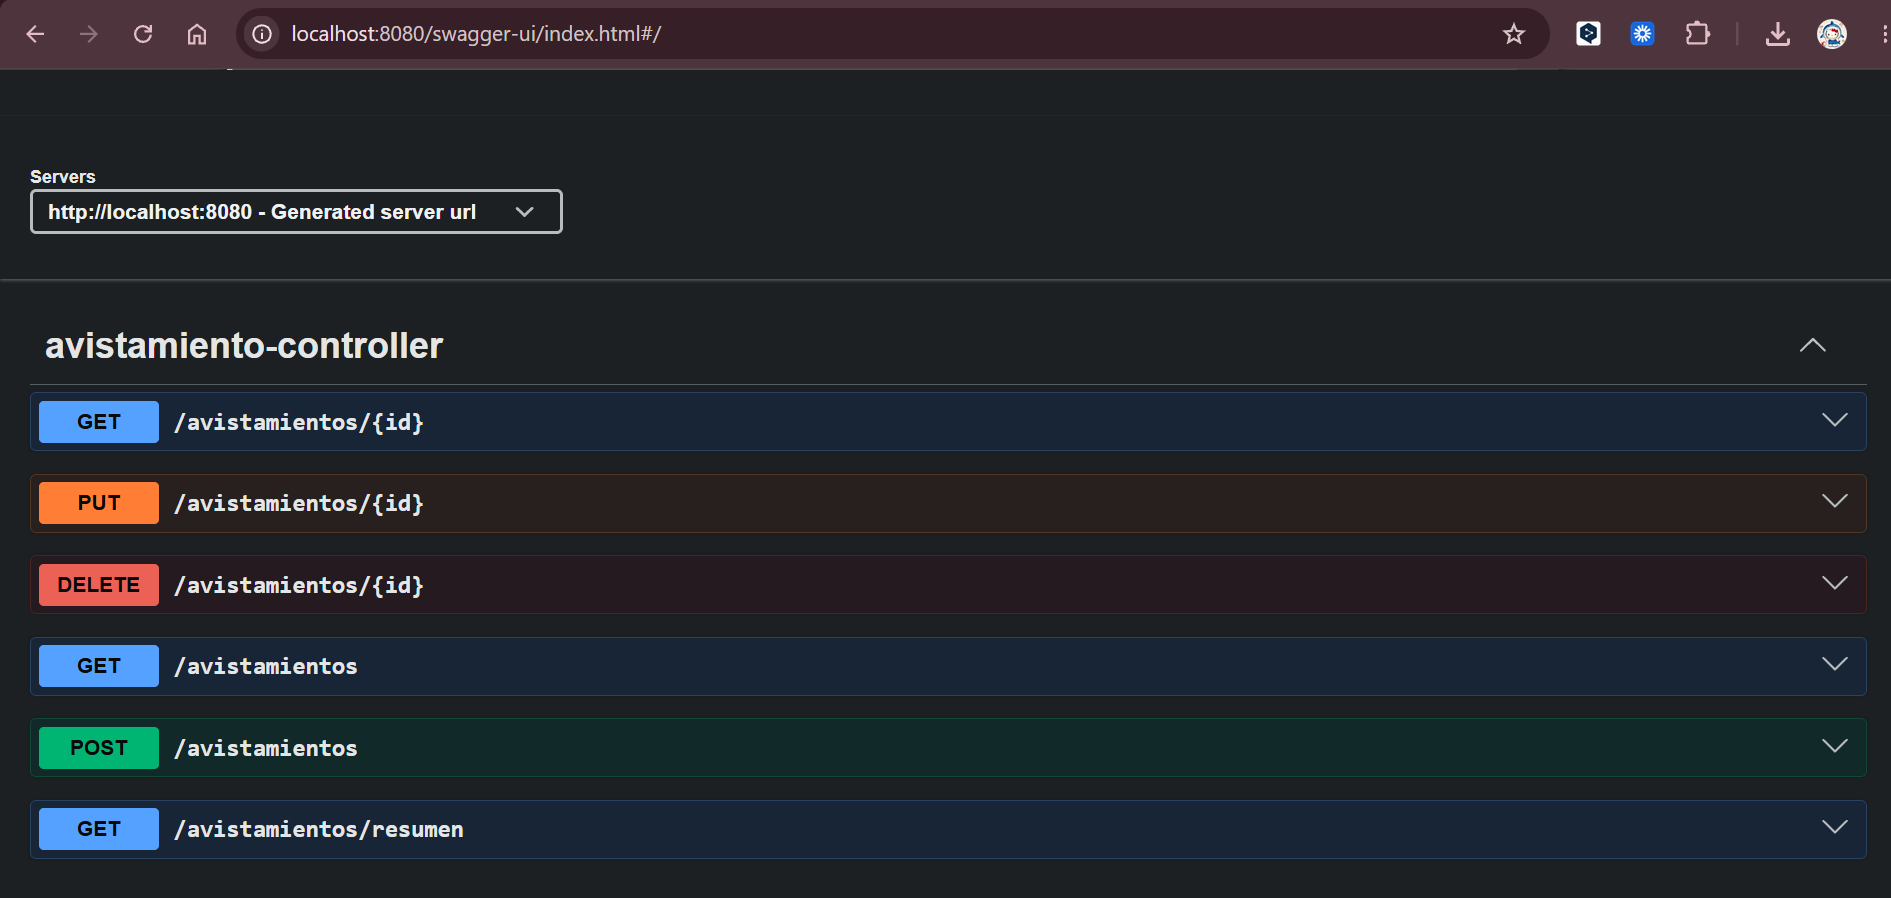 localhost:8080/swagger-ui/index.html#/
Servers
http://localhost:8080 - Generated server url
avistamiento-controller
GET /avistamientos/{id}
PUT /avistamientos/{id}
DELETE /avistamientos/{id}
GET /avistamientos
POST /avistamientos
GET /avistamientos/resumen